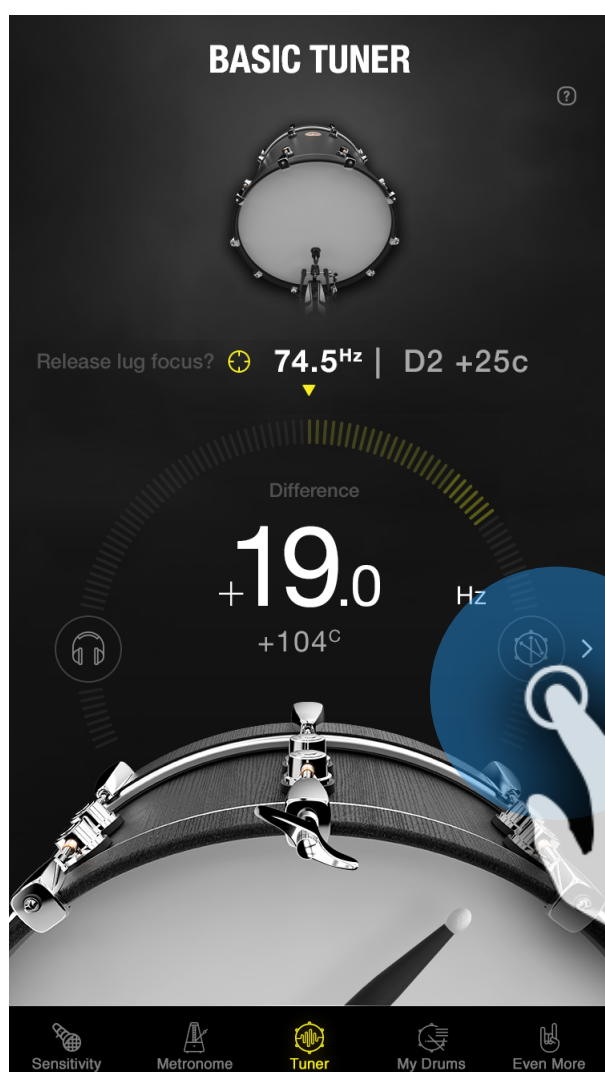 BASIC TUNER
?
Release lug focus? 74.5Hz | D2 +25c
Difference
+19.0 Hz
+104C
Sensitivity Metronome Tuner My Drums Even More